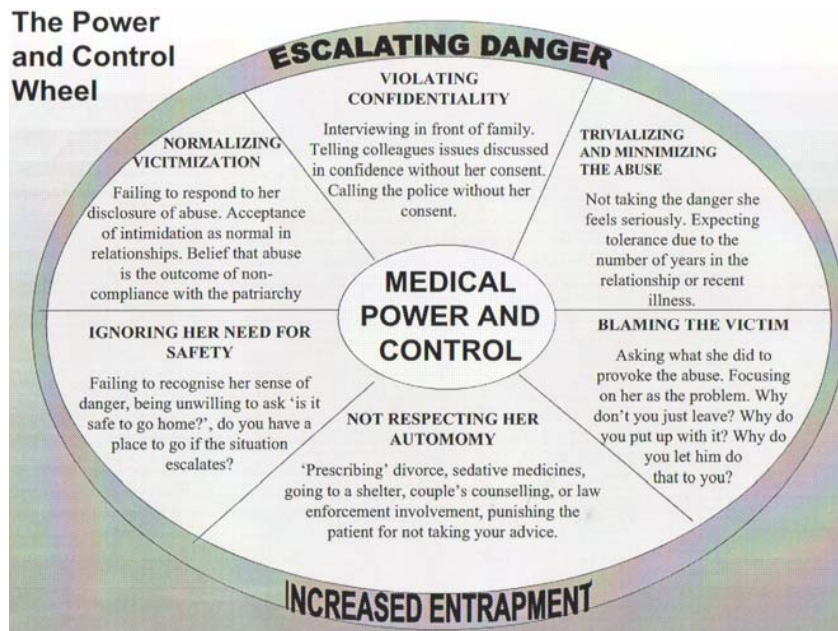 The Power
and Control
Wheel
ESCALATING DANGER
VIOLATING
CONFIDENTIALITY
Interviewing in front of family.
Telling colleagues issues discussed
in confidence without her consent.
Calling the police without her
consent.
NORMALIZING
VICITMIZATION
Failing to respond to her
disclosure of abuse. Acceptance
of intimidation as normal in
relationships. Belief that abuse
is the outcome of non-
compliance with the patriarchy
TRIVIALIZING
AND MINNIMIZING
THE ABUSE
Not taking the danger she
feels seriously. Expecting
tolerance due to the
number of years in the
relationship or recent
illness.
MEDICAL
POWER AND
CONTROL
IGNORING HER NEED FOR
SAFETY
Failing to recognise her sense of
danger, being unwilling to ask ‘is it
safe to go home?’, do you have a
place to go if the situation
escalates?
BLAMING THE VICTIM
Asking what she did to
provoke the abuse. Focusing
on her as the problem. Why
don’t you just leave? Why do
you put up with it? Why do
you let him do
that to you?
NOT RESPECTING HER
AUTOMOMY
‘Prescribing’ divorce, sedative medicines,
going to a shelter, couple’s counselling, or law
enforcement involvement, punishing the
patient for not taking your advice.
INCREASED ENTRAPMENT